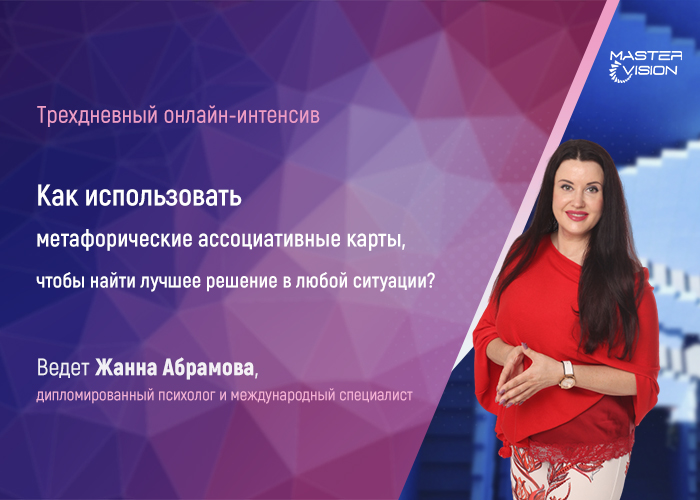 MASTER
VISION
Трехдневный онлайн-интенсив
Как использовать
метафорические ассоциативные карты,
чтобы найти лучшее решение в любой ситуации?
Ведет Жанна Абрамова,
дипломированный психолог и международный специалист